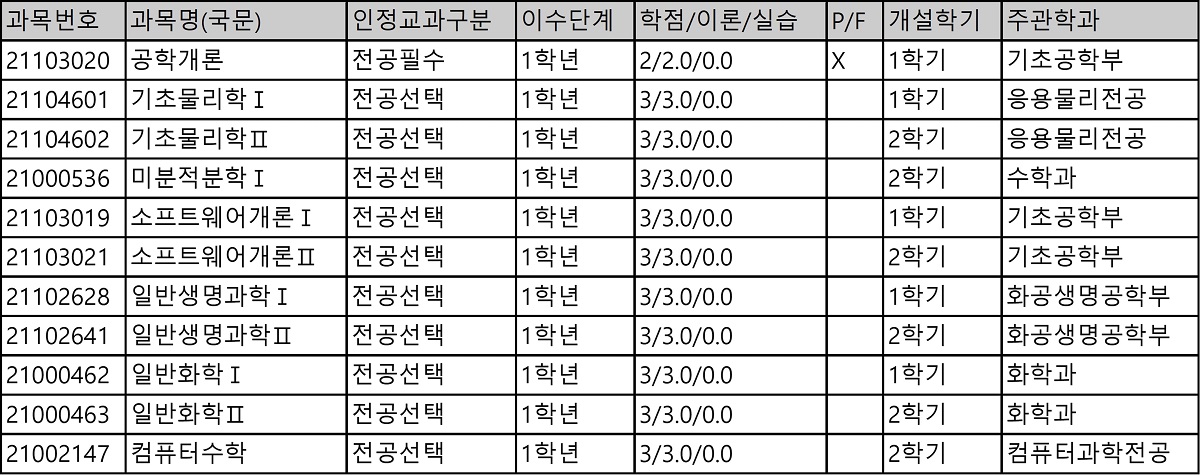 과목번호 과목명(국문) 인정교과구분 이수단계 학점/이론/실습 P/F 개설학기 주관학과
21103020 공학개론 전공필수 1학년 2/2.0/0.0 X 1학기 기초공학부
21104601 기초물리학Ⅰ 전공선택 1학년 3/3.0/0.0 1학기 응용물리전공
21104602 기초물리학Ⅱ 전공선택 1학년 3/3.0/0.0 2학기 응용물리전공
21000536 미분적분학Ⅰ 전공선택 1학년 3/3.0/0.0 2학기 수학과
21103019 소프트웨어개론Ⅰ 전공선택 1학년 3/3.0/0.0 1학기 기초공학부
21103021 소프트웨어개론Ⅱ 전공선택 1학년 3/3.0/0.0 2학기 기초공학부
21102628 일반생명과학Ⅰ 전공선택 1학년 3/3.0/0.0 1학기 화공생명공학부
21102641 일반생명과학Ⅱ 전공선택 1학년 3/3.0/0.0 2학기 화공생명공학부
21000462 일반화학Ⅰ 전공선택 1학년 3/3.0/0.0 1학기 화학과
21000463 일반화학Ⅱ 전공선택 1학년 3/3.0/0.0 2학기 화학과
21002147 컴퓨터수학 전공선택 1학년 3/3.0/0.0 2학기 컴퓨터과학전공